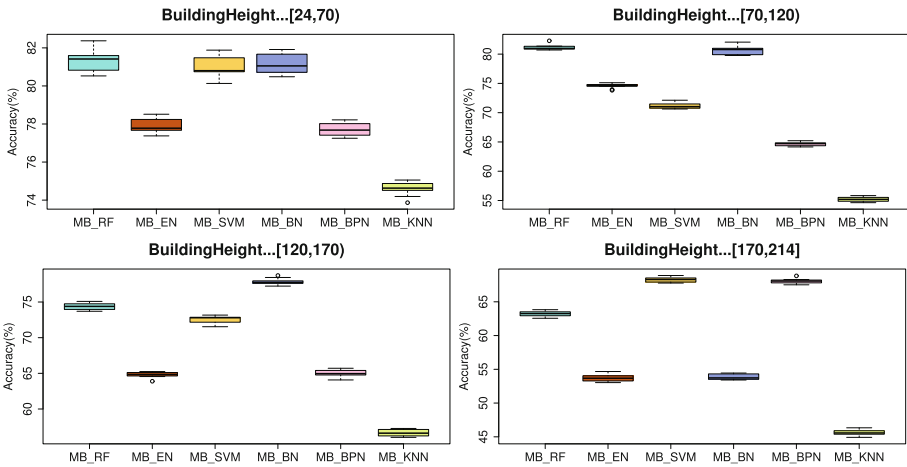 BuildingHeight...[24,70)
Accuracy(%)
82
80
78
76
74
MB_RF MB_EN MB_SVM MB_BN MB_BPN MB_KNN
BuildingHeight...[70,120)
Accuracy(%)
80
75
70
65
60
55
MB_RF MB_EN MB_SVM MB_BN MB_BPN MB_KNN
BuildingHeight...[120,170)
Accuracy(%)
75
70
65
60
MB_RF MB_EN MB_SVM MB_BN MB_BPN MB_KNN
BuildingHeight...[170,214]
Accuracy(%)
65
60
55
50
45
MB_RF MB_EN MB_SVM MB_BN MB_BPN MB_KNN